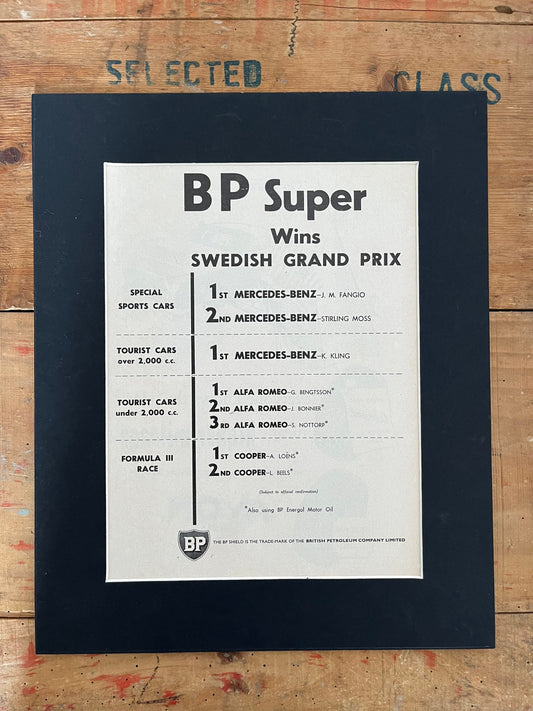 SELECTED
GLASS
BP Super
Wins
SWEDISH GRAND PRIX
SPECIAL
SPORTS CARS
1ST MERCEDES-BENZ—J. M. FANGIO
2ND MERCEDES-BENZ—STIRLING MOSS
TOURIST CARS
over 2,000 c.c.
1ST MERCEDES-BENZ—K. KLING
TOURIST CARS
under 2,000 c.c.
1ST ALFA ROMEO—G. BENGTSSON*
2ND ALFA ROMEO—J. BONNIER*
3RD ALFA ROMEO—S. NOTTORP*
FORMULA III
RACE
1ST COOPER—A. LOËNS*
2ND COOPER—L. BEELS*
(Subject to official confirmation)
*Also using BP Energol Motor Oil
BP
THE BP SHIELD IS THE TRADE-MARK OF THE BRITISH PETROLEUM COMPANY LIMITED